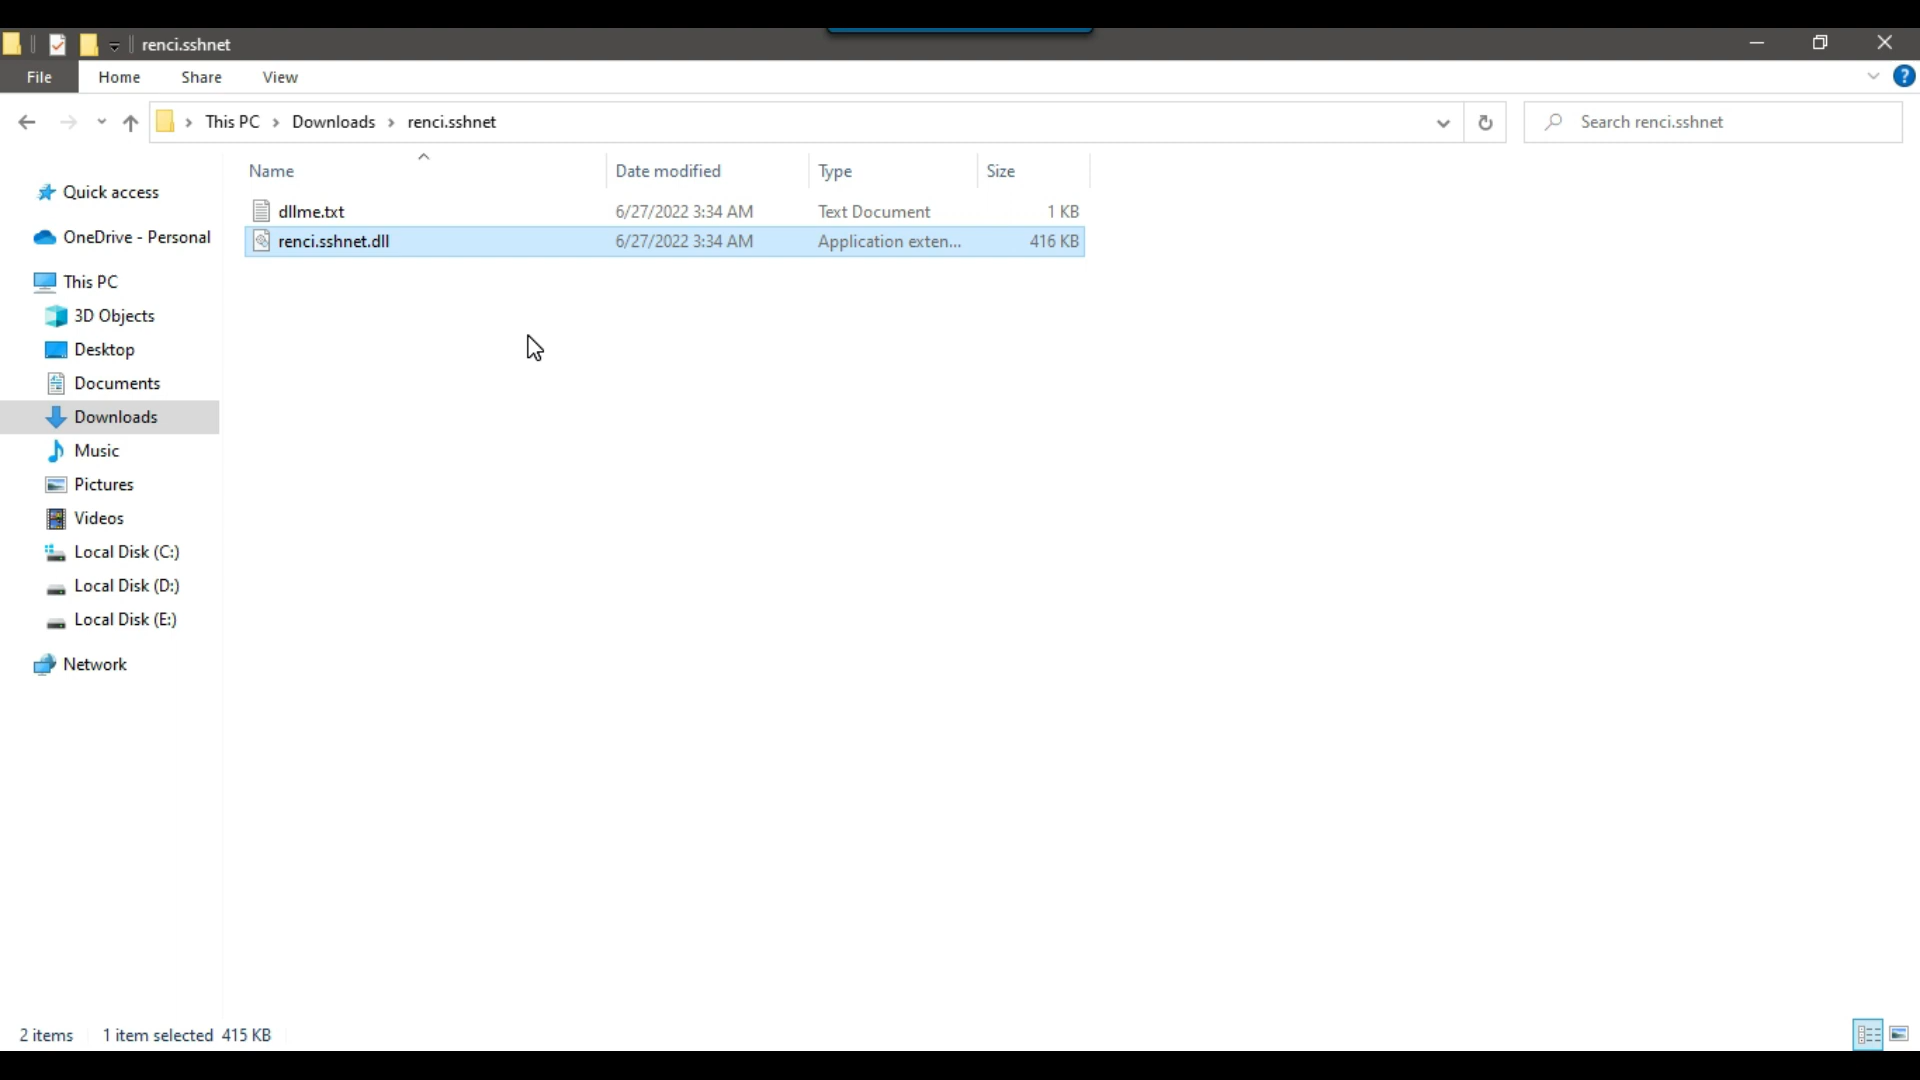 renci.sshnet
File Home Share View ?
This PC Downloads renci.sshnet Search renci.sshnet
Name Date modified Type Size
dllme.txt 6/27/2022 3:34 AM Text Document 1 KB
renci.sshnet.dll 6/27/2022 3:34 AM Application exten... 416 KB
Quick access
OneDrive - Personal
This PC
3D Objects
Desktop
Documents
Downloads
Music
Pictures
Videos
Local Disk (C:)
Local Disk (D:)
Local Disk (E:)
Network
2 items 1 item selected 415 KB